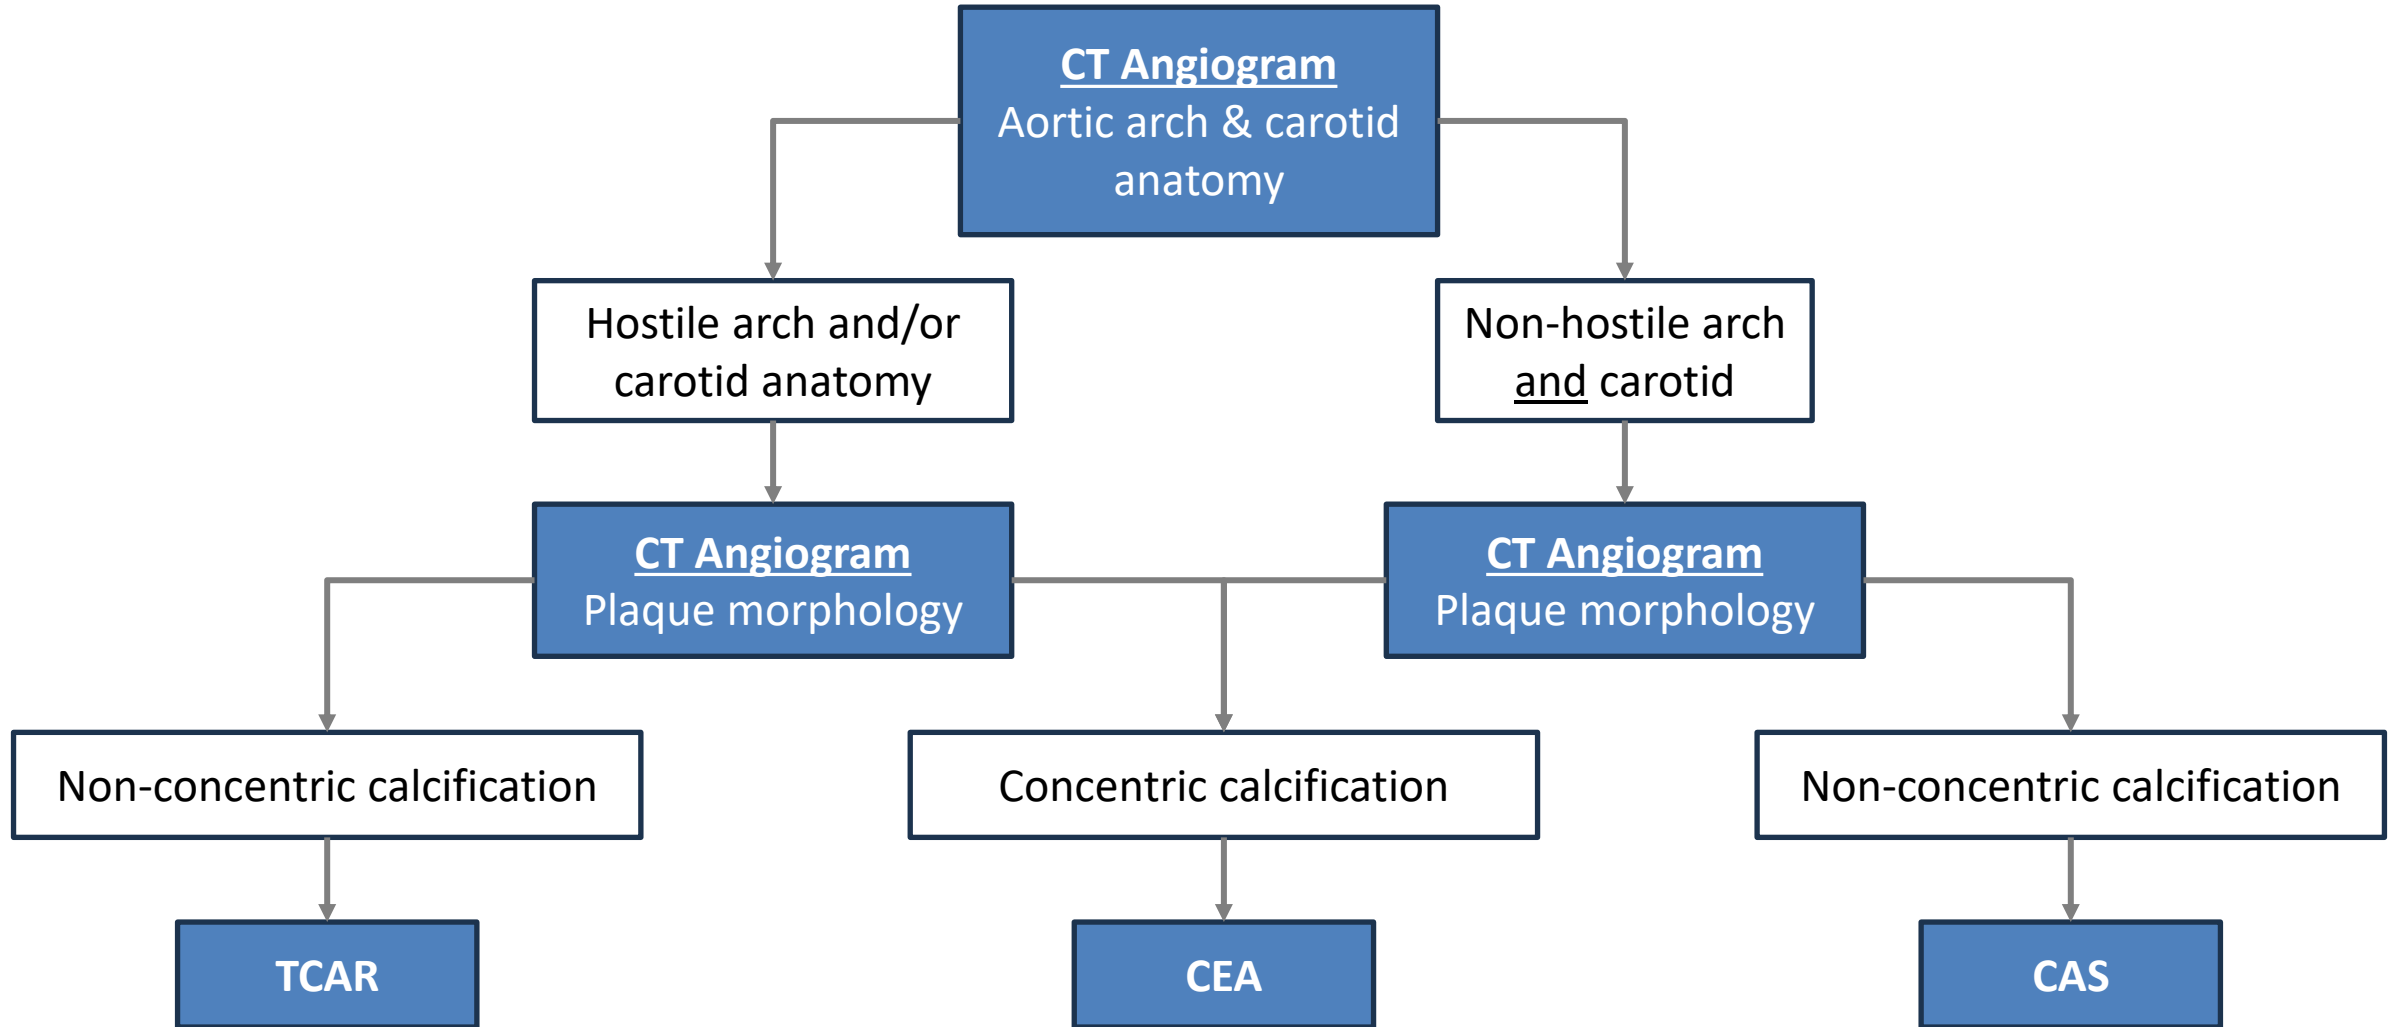 CT Angiogram
Aortic arch & carotid
anatomy
Hostile arch and/or
carotid anatomy
Non-hostile arch
and carotid
CT Angiogram
Plaque morphology
CT Angiogram
Plaque morphology
Non-concentric calcification
Concentric calcification
Non-concentric calcification
TCAR
CEA
CAS